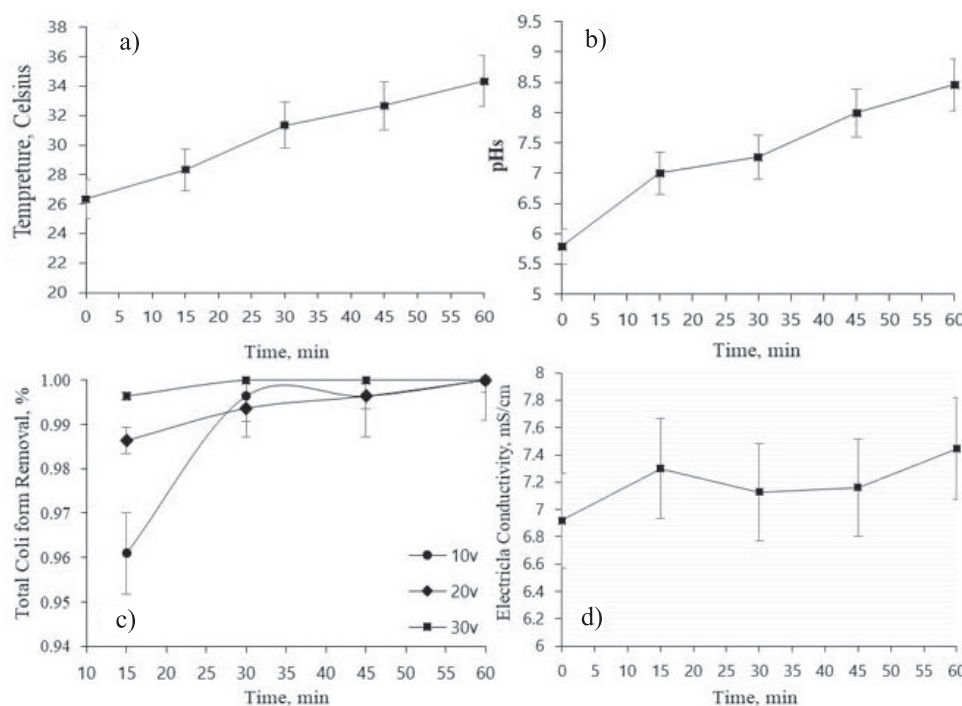 a)
Tempreture, Celsius
38
36
34
32
30
28
26
24
22
20
0 5 10 15 20 25 30 35 40 45 50 55 60
Time, min
b)
pHs
9.5
9
8.5
8
7.5
7
6.5
6
5.5
5
0 5 10 15 20 25 30 35 40 45 50 55 60
Time, min
c)
Total Coli form Removal, %
1.00
0.99
0.98
0.97
0.96
0.95
0.94
10v
20v
30v
10 15 20 25 30 35 40 45 50 55 60
Time, min
d)
Electricla Conductivity, mS/cm
8
7.8
7.6
7.4
7.2
7
6.8
6.6
6.4
6.2
6
0 5 10 15 20 25 30 35 40 45 50 55 60
Time, min